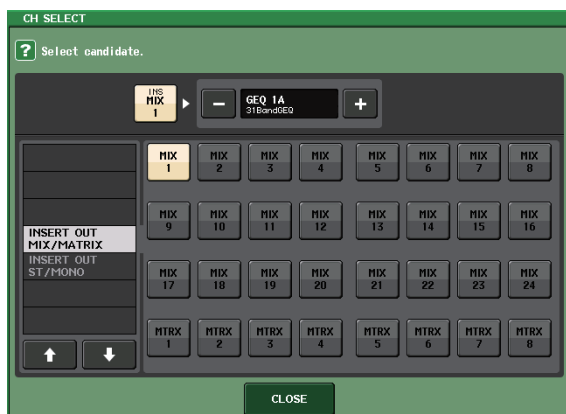 CH SELECT
? Select candidate.
INS
MIX
1
−
GEQ 1A
31BandGEQ
+
INSERT OUT
MIX/MATRIX
INSERT OUT
ST/MONO
MIX 1 MIX 2 MIX 3 MIX 4 MIX 5 MIX 6 MIX 7 MIX 8
MIX 9 MIX 10 MIX 11 MIX 12 MIX 13 MIX 14 MIX 15 MIX 16
MIX 17 MIX 18 MIX 19 MIX 20 MIX 21 MIX 22 MIX 23 MIX 24
MTRX 1 MTRX 2 MTRX 3 MTRX 4 MTRX 5 MTRX 6 MTRX 7 MTRX 8
CLOSE